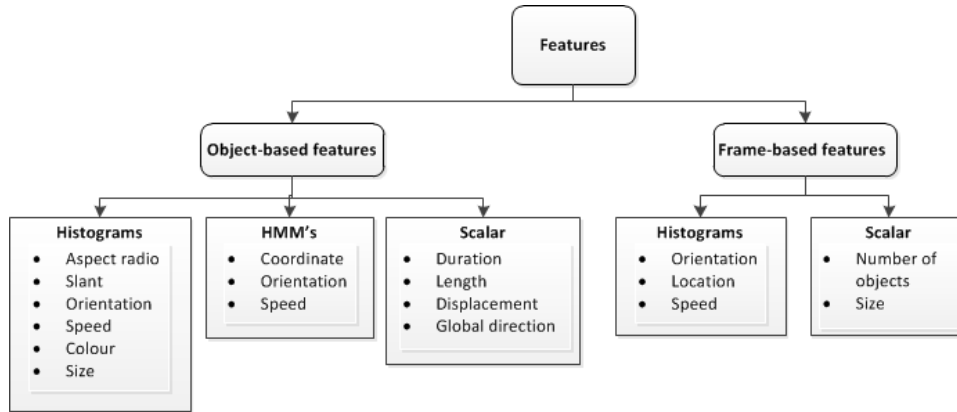 Features
Object-based features
Frame-based features
Histograms
• Aspect radio
• Slant
• Orientation
• Speed
• Colour
• Size
HMM's
• Coordinate
• Orientation
• Speed
Scalar
• Duration
• Length
• Displacement
• Global direction
Histograms
• Orientation
• Location
• Speed
Scalar
• Number of
objects
• Size